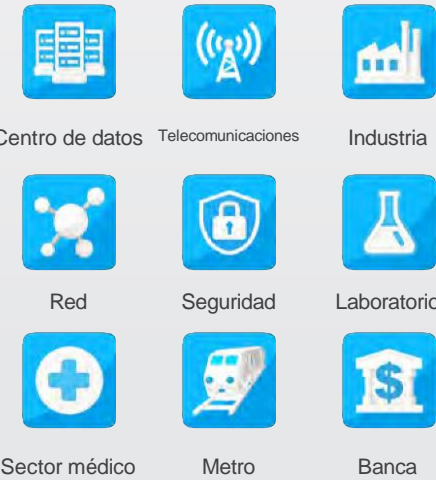 Centro de datos
Telecomunicaciones
Industria
Red
Seguridad
Laboratorio
Sector médico
Metro
$
Banca